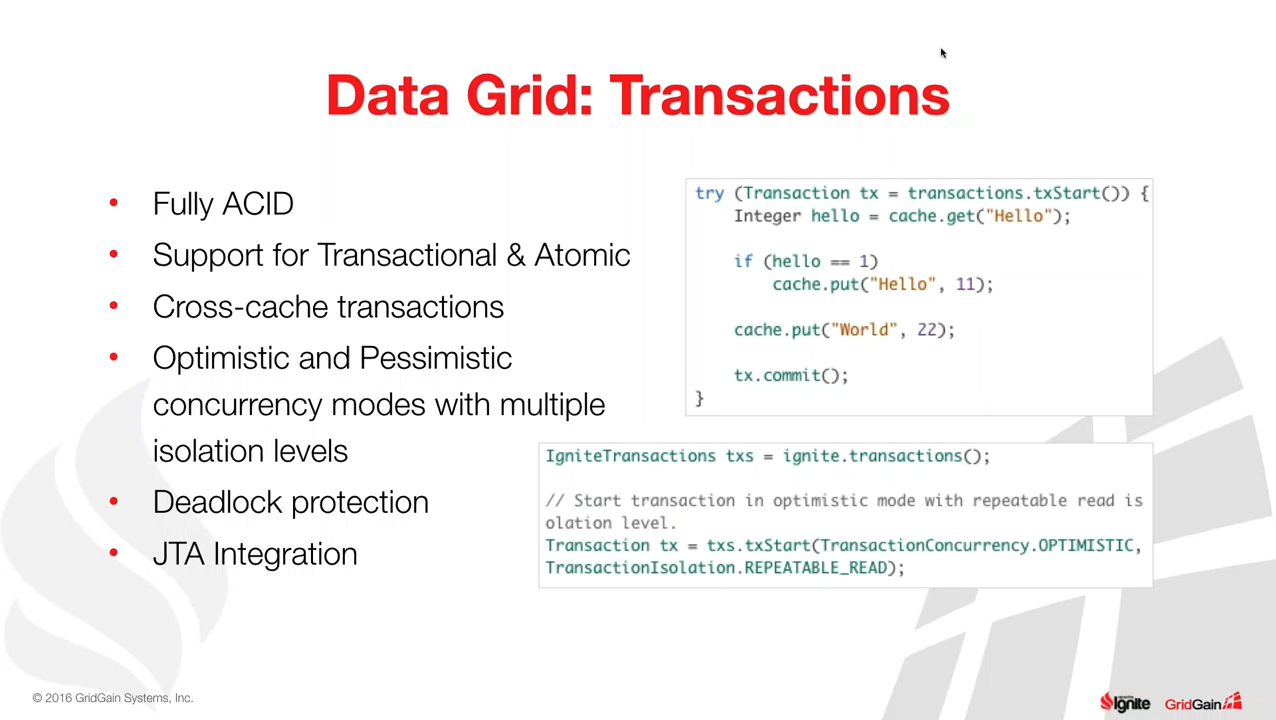 Data Grid: Transactions
• Fully ACID
• Support for Transactional & Atomic
• Cross-cache transactions
• Optimistic and Pessimistic
concurrency modes with multiple
isolation levels
• Deadlock protection
• JTA Integration
try (Transaction tx = transactions.txStart()) {
    Integer hello = cache.get("Hello");
    if (hello == 1)
        cache.put("Hello", 11);
    cache.put("World", 22);
    tx.commit();
}
IgniteTransactions txs = ignite.transactions();
// Start transaction in optimistic mode with repeatable read is
olation level.
Transaction tx = txs.txStart(TransactionConcurrency.OPTIMISTIC,
TransactionIsolation.REPEATABLE_READ);
© 2016 GridGain Systems, Inc.
Ignite
GridGain